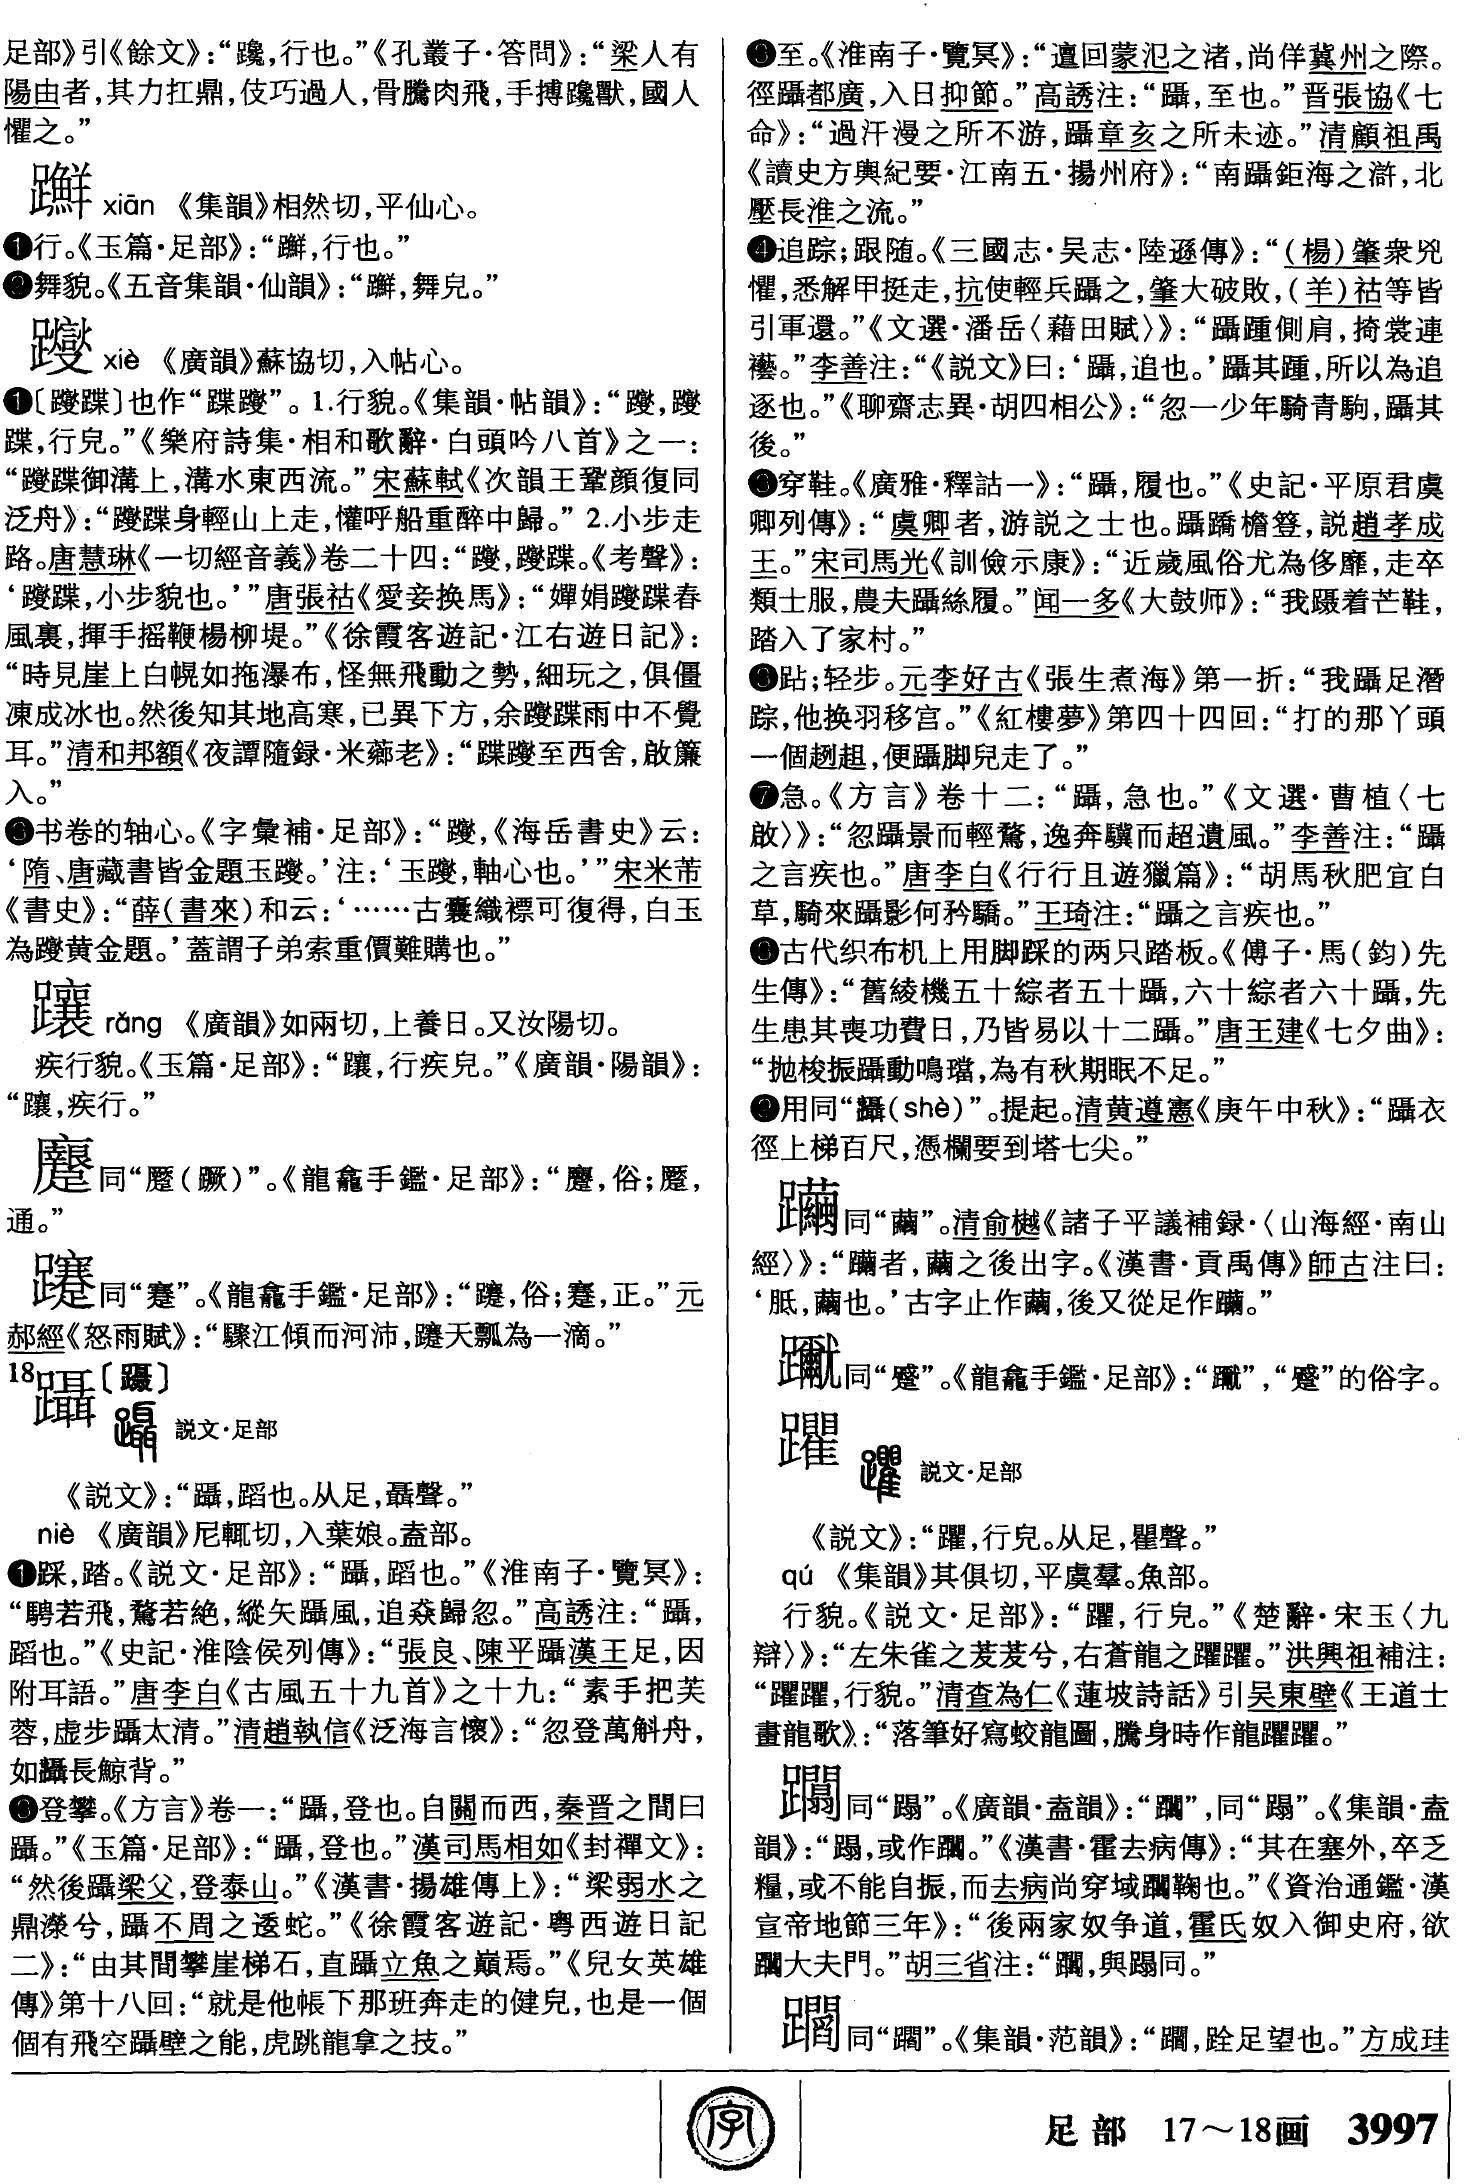 足部》引《餘文》：“躨，行也。”《孔叢子·答問》：“梁人有
陽由者，其力扛鼎，伎巧過人，骨騰肉飛，手搏躨獸，國人
懼之。”
xiān 《集韻》相然切，平仙心。
❶行。《玉篇·足部》：“躚，行也。”
❷舞貌。《五音集韻·仙韻》：“，舞皃。”
躞 xiè 《廣韻》蘇協切，入帖心。
❶〔躞蹀〕也作“蹀躞”。1.行貌。《集韻·帖韻》：“躞，躞
蹀，行皃。”《樂府詩集·相和歌辭·白頭吟八首》之一：
“躞蹀御溝上，溝水東西流。”宋蘇軾《次韻王鞏顔復同
泛舟》：“躞蹀身輕山上走，懽呼船重醉中歸。” 2.小步走
路。唐慧琳《一切經音義》卷二十四：“躞，躞蹀。《考聲》：
‘躞蹀，小步貌也。’”唐張祜《愛妾换馬》：“嬋娟躞蹀春
風裏，揮手摇鞭楊柳堤。”《徐霞客遊記·江右遊日記》：
“時見崖上白幌如拖瀑布，怪無飛動之勢，細玩之，俱僵
凍成冰也。然後知其地高寒，已異下方，余躞蹀雨中不覺
耳。”清和邦額《夜譚隨録·米薌老》：“蹀躞至西舍，啟簾
入。”
❷书卷的轴心。《字彙補·足部》：“躞，《海岳書史》云：
‘隋、唐藏書皆金題玉躞。’注：‘玉躞，軸心也。’”宋米芾
《書史》：“薛(書來)和云：‘……古囊織褾可復得，白玉
為躞黄金題。’蓋謂子弟索重價難購也。”
躟 rǎng 《廣韻》如兩切，上養日。又汝陽切。
疾行貌。《玉篇·足部》：“躟，行疾皃。”《廣韻·陽韻》：
“躟，疾行。”
同“蹷(蹶)”。《龍龕手鑑·足部》：“，俗；蹷，
通。”
同“蹇”。《龍龕手鑑·足部》：“，俗；蹇，正。”元
郝經《怒雨賦》：“驟江傾而河沛，天瓢為一滴。”
18躡〔蹑〕 説文·足部
《説文》：“躡，蹈也。从足，聶聲。”
niè 《廣韻》尼輒切，入葉娘。盍部。
❶踩，踏。《説文·足部》：“躡，蹈也。”《淮南子·覽冥》：
“騁若飛，騖若絶，縱矢躡風，追猋歸忽。”高誘注：“躡，
蹈也。”《史記·淮陰侯列傳》：“張良、陳平躡漢王足，因
附耳語。”唐李白《古風五十九首》之十九：“素手把芙
蓉，虚步躡太清。”清趙執信《泛海言懷》：“忽登萬斛舟，
如躡長鯨背。”
❷登攀。《方言》卷一：“躡，登也。自關而西，秦晋之間曰
躡。”《玉篇·足部》：“躡，登也。”漢司馬相如《封禪文》：
“然後躡梁父，登泰山。”《漢書·揚雄傳上》：“梁弱水之
鼎濙兮，躡不周之逶蛇。”《徐霞客遊記·粤西遊日記
二》：“由其間攀崖梯石，直躡立魚之巔焉。”《兒女英雄
傳》第十八回：“就是他帳下那班奔走的健兒，也是一個
個有飛空躡壁之能，虎跳龍拿之技。”
❸至。《淮南子·覽冥》：“邅回蒙氾之渚，尚佯冀州之際。
徑躡都廣，入日抑節。”高誘注：“躡，至也。”晋張協《七
命》：“過汗漫之所不游，躡章亥之所未迹。”清顧祖禹
《讀史方輿紀要·江南五·揚州府》：“南躡鉅海之滸，北
壓長淮之流。”
❹追踪；跟随。《三國志·吴志·陸遜傳》：“(楊)肇衆兇
懼，悉解甲挺走，抗使輕兵躡之，肇大破敗，(羊)祜等皆
引軍還。”《文選·潘岳〈藉田賦〉》：“躡踵側肩，掎裳連
襼。”李善注：“《説文》曰：‘躡，追也。’躡其踵，所以為追
逐也。”《聊齋志異·胡四相公》：“忽一少年騎青駒，躡其
後。”
❺穿鞋。《廣雅·釋詁一》：“躡，履也。”《史記·平原君虞
卿列傳》：“虞卿者，游説之士也。躡蹻檐簦，説趙孝成
王。”宋司馬光《訓儉示康》：“近歲風俗尤為侈靡，走卒
類士服，農夫躡絲履。”闻一多《大鼓师》：“我蹑着芒鞋，
踏入了家村。”
❻跕；轻步。元李好古《張生煮海》第一折：“我躡足潛
踪，他换羽移宫。”《紅樓夢》第四十四回：“打的那丫頭
一個趔趄，便躡脚兒走了。”
❼急。《方言》卷十二：“躡，急也。”《文選·曹植〈七
啟〉》：“忽躡景而輕騖，逸奔驥而超遺風。”李善注：“躡
之言疾也。”唐李白《行行且遊獵篇》：“胡馬秋肥宜白
草，騎來躡影何矜驕。”王琦注：“躡之言疾也。”
❽古代织布机上用脚踩的两只踏板。《傅子·馬(鈞)先
生傳》：“舊綾機五十綜者五十躡，六十綜者六十躡，先
生患其喪功費日，乃皆易以十二躡。”唐王建《七夕曲》：
“抛梭振躡動鳴璫，為有秋期眠不足。”
❾用同“攝(shè)”。提起。清黄遵憲《庚午中秋》：“躡衣
徑上梯百尺，憑欄要到塔七尖。”
同“繭”。清俞樾《諸子平議補録·〈山海經·南山
經〉》：“者，繭之後出字。《漢書·貢禹傳》師古注曰：
‘胝，繭也。’古字止作繭，後又從足作。”
同“蹙”。《龍龕手鑑·足部》：“”，“蹙”的俗字。
躍 説文·足部
《説文》：“躣，行皃。从足，瞿聲。”
qú 《集韻》其俱切，平虞羣。魚部。
行貌。《説文·足部》：“躣，行皃。”《楚辭·宋玉〈九
辯〉》：“左朱雀之茇茇兮，右蒼龍之躣躣。”洪興祖補注：
“躣躣，行貌。”清查為仁《蓮坡詩話》引吴東壁《王道士
畫龍歌》：“落筆好寫蛟龍圖，騰身時作龍躣躣。”
同“蹋”。《廣韻·盍韻》：“”，同“蹋”。《集韻·盍
韻》：“蹋，或作。”《漢書·霍去病傳》：“其在塞外，卒乏
糧，或不能自振，而去病尚穿域鞠也。”《資治通鑑·漢
宣帝地節三年》：“後兩家奴争道，霍氏奴入御史府，欲
大夫門。”胡三省注：“，與蹋同。”
同“”。《集韻·范韻》：“，跧足望也。”方成珪
字
足部 17～18画 3997